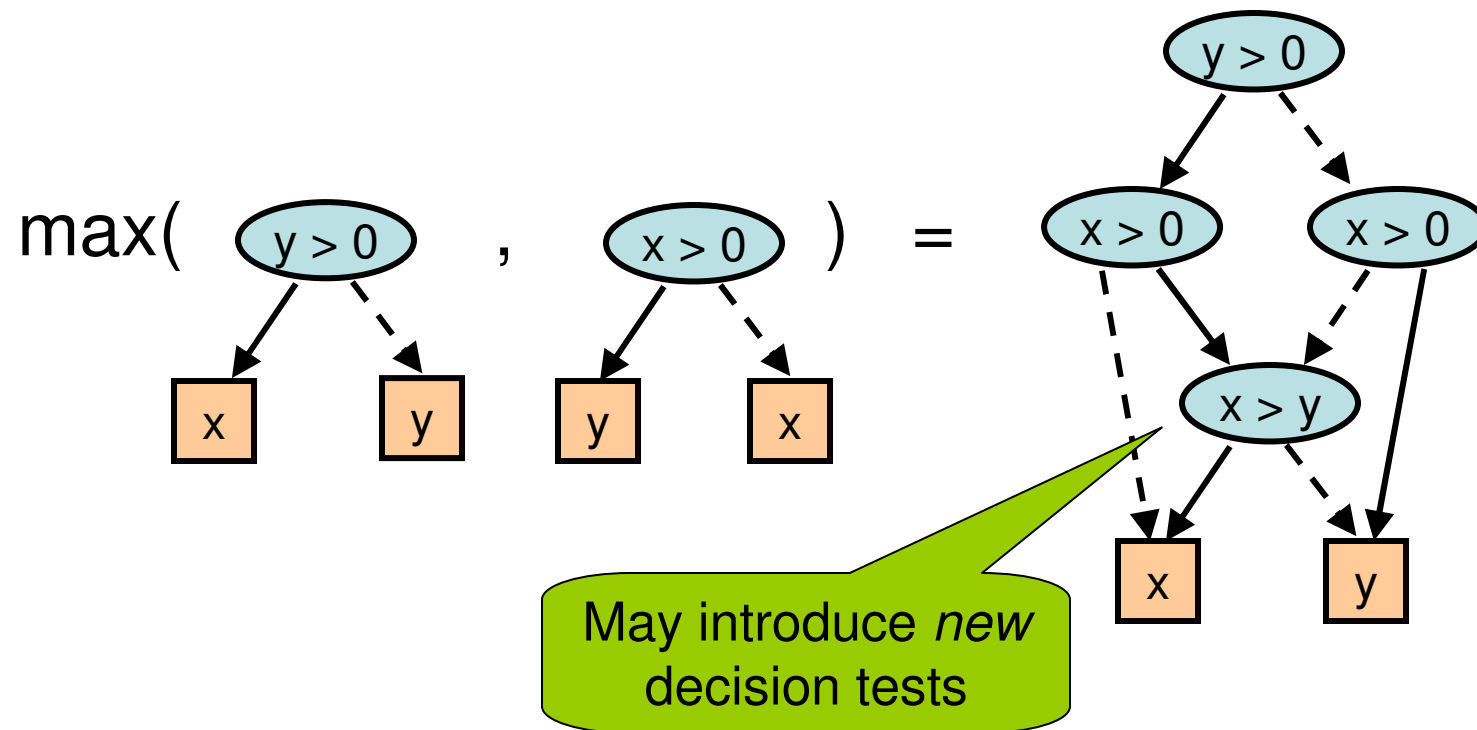 y > 0
max( y > 0 , x > 0 ) = x > 0 x > 0
x y y x
x > y
x y
May introduce new
decision tests